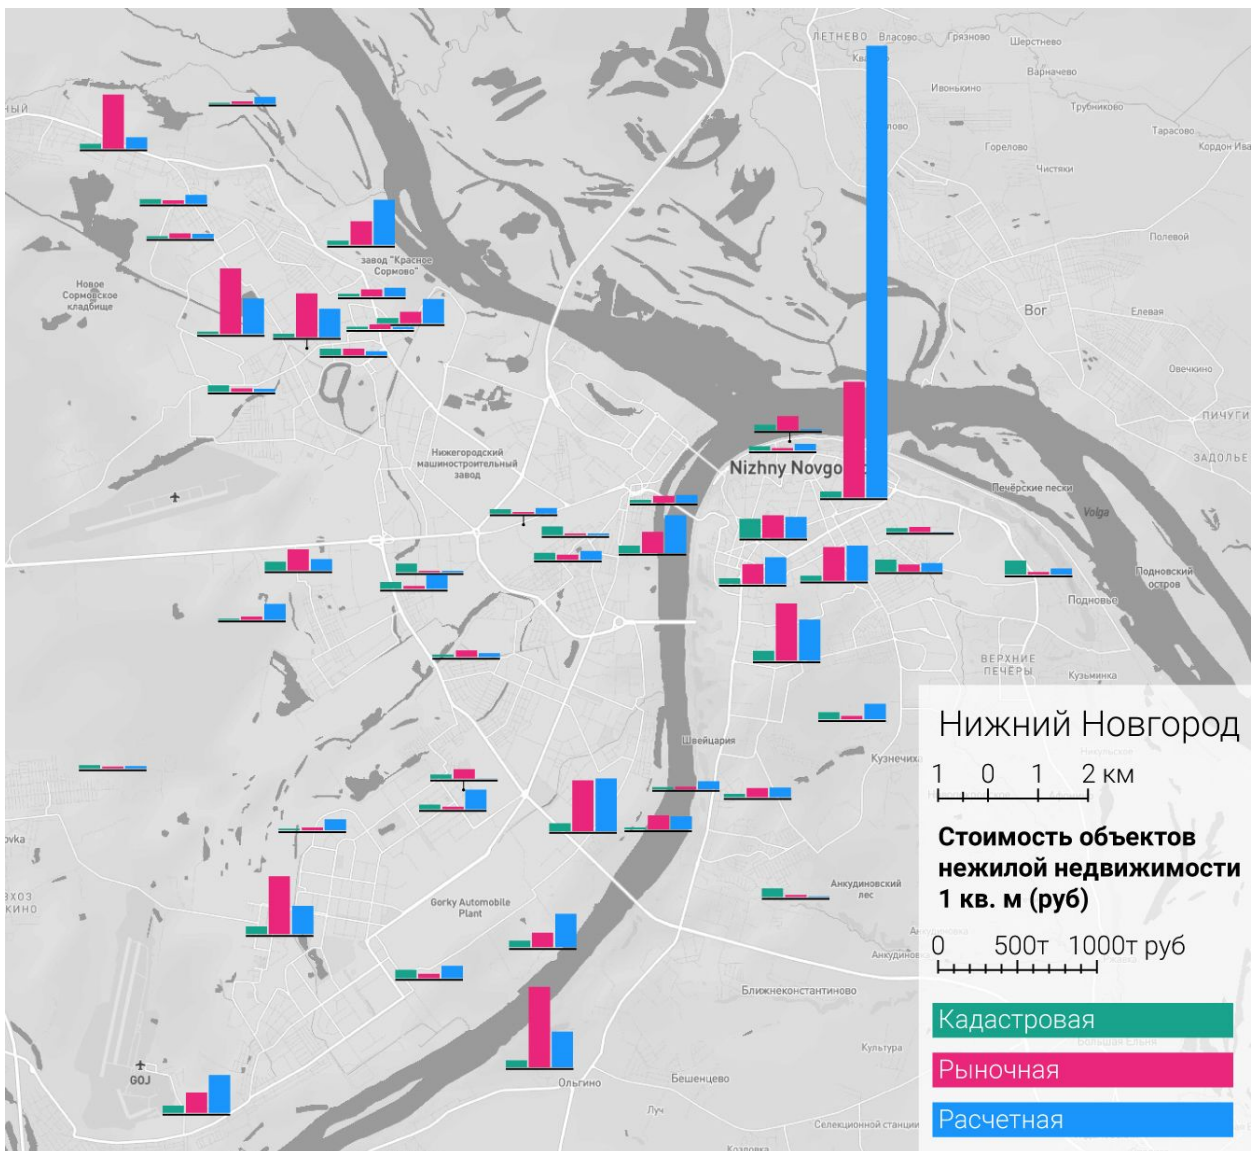 ЛЕТНЕВО
Власово
Грязново
Шерстнево
Варначево
Ивонькино
Трубниково
Тарасово
Горелово
Чистяки
Полевой
завод "Красное
Сормово"
Новое
Сормовское
кладбище
Bor
Елевая
Овечкино
ПИЧУГИ
ЗАДОЛЬЕ
Нижегородский
машиностроительный
завод
Nizhny Novgo
Печёрские пески
Volga
Подновский
остров
Подновье
ВЕРХНИЕ
ПЕЧЁРЫ
Кузьминка
Швейцария
Кузнечиха
Анкудиновский
лес
Gorky Automobile
Plant
Ближнеконстантиново
Культура
GOJ
Ольгино
Бешенцево
Луч
Селекционной станции
Нижний Новгород
1 0 1 2 км
Стоимость объектов
нежилой недвижимости
1 кв. м (руб)
0 500т 1000т руб
Кадастровая
Рыночная
Расчетная